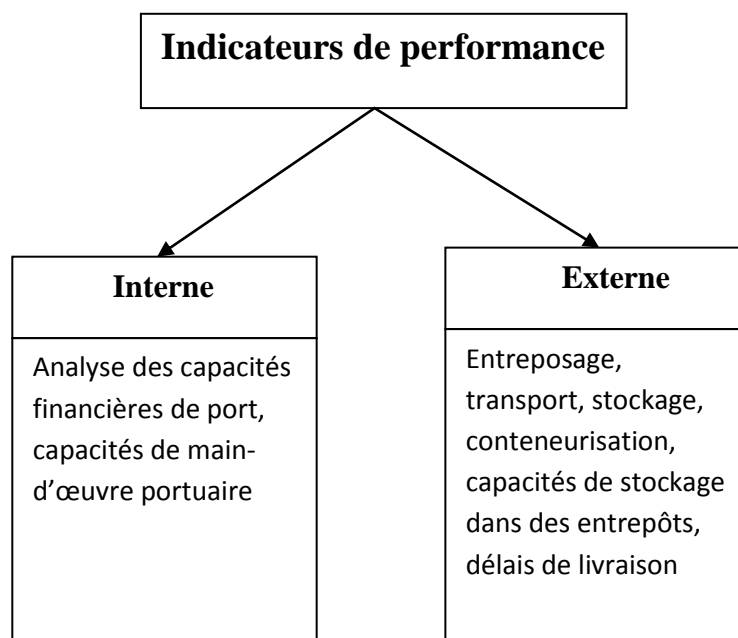 Indicateurs de performance
Interne
Analyse des capacités
financières de port,
capacités de main-
d’œuvre portuaire
Externe
Entreposage,
transport, stockage,
conteneurisation,
capacités de stockage
dans des entrepôts,
délais de livraison